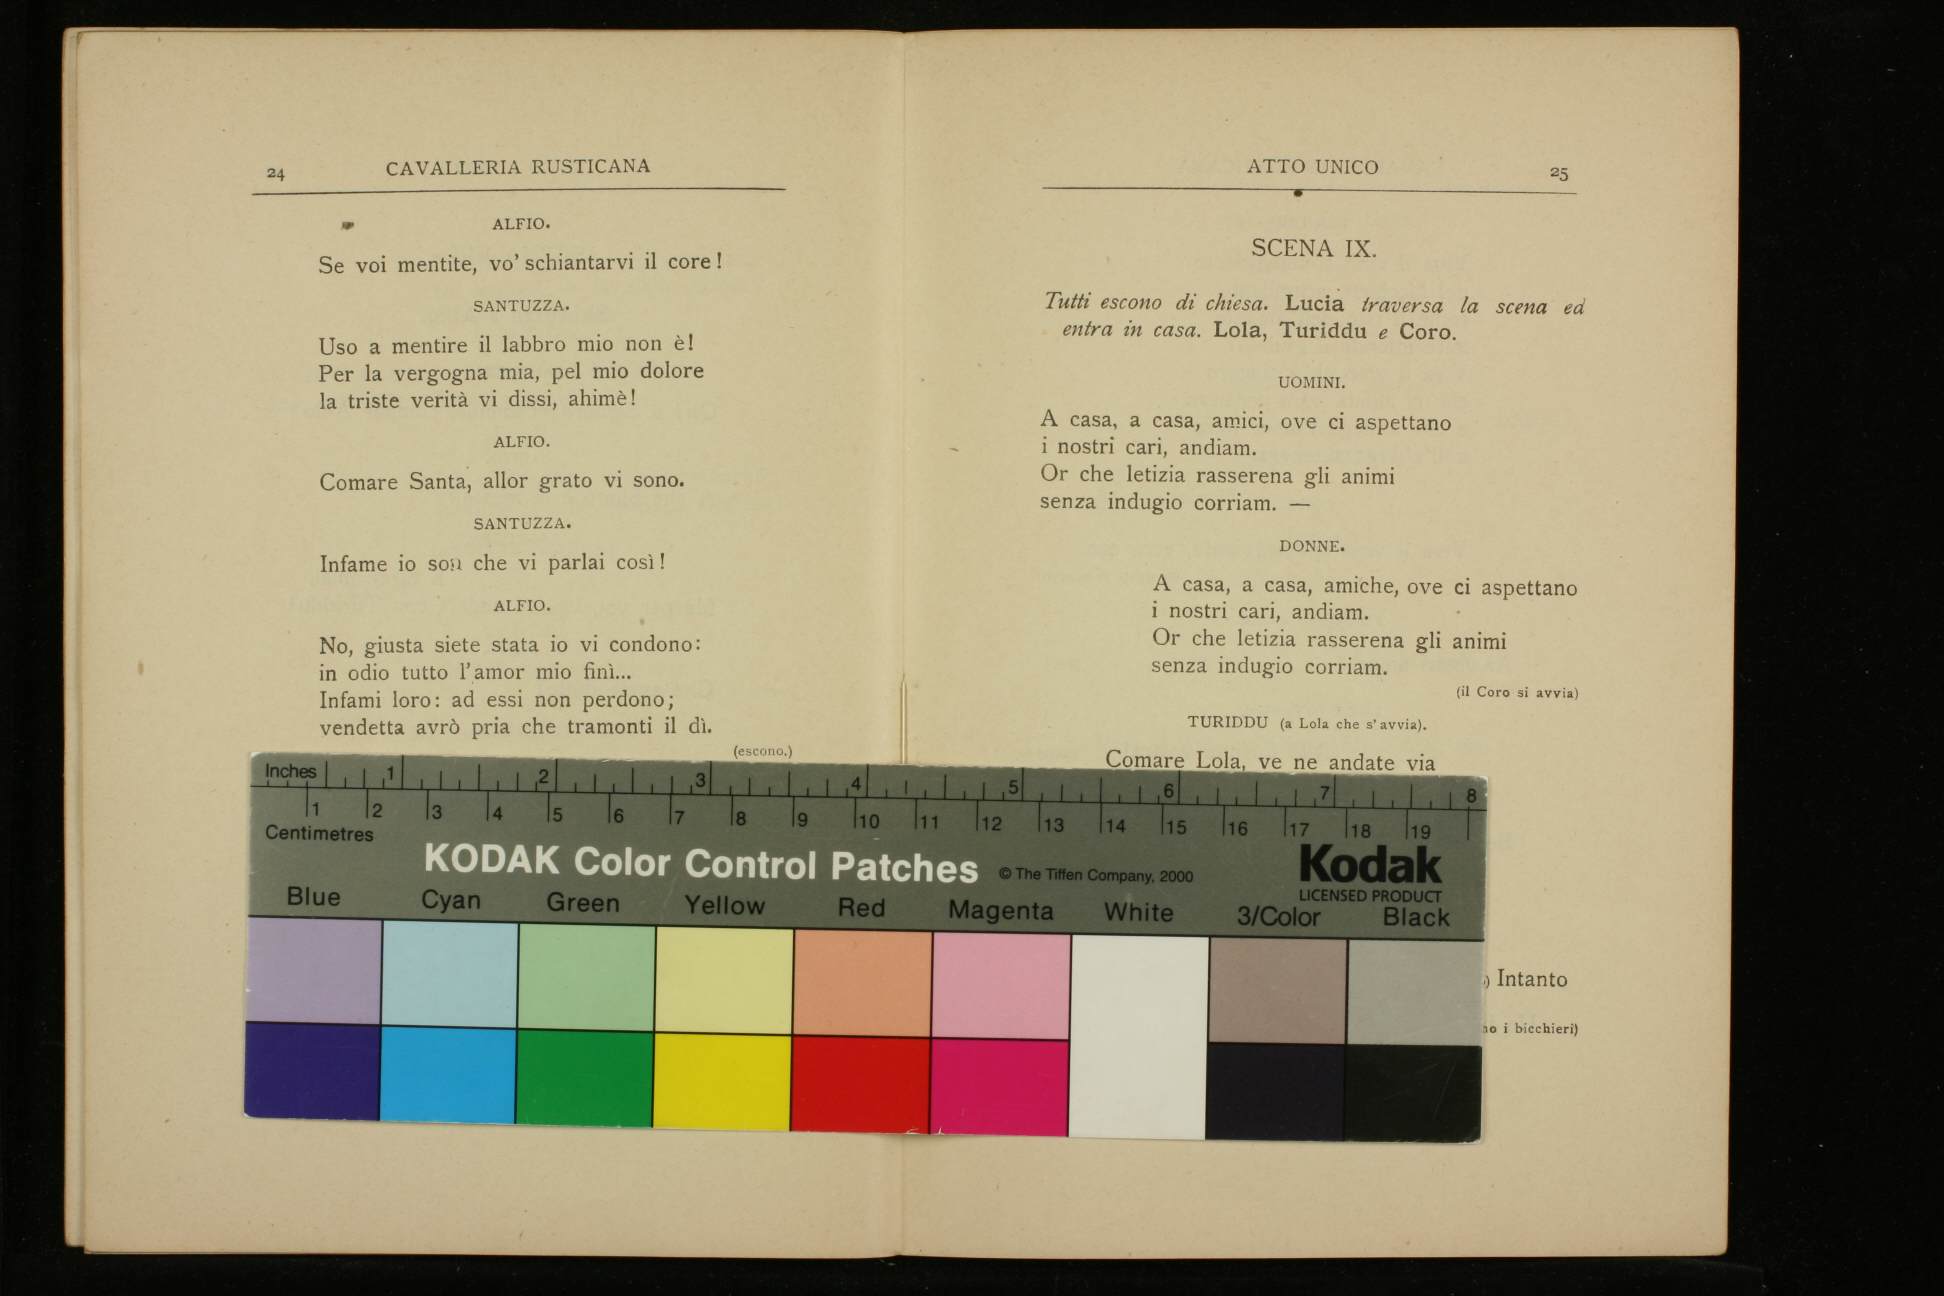 24 CAVALLERIA RUSTICANA
ALFIO.
Se voi mentite, vo' schiantarvi il core!
SANTUZZA.
Uso a mentire il labbro mio non è!
Per la vergogna mia, pel mio dolore
la triste verità vi dissi, ahimè!
ALFIO.
Comare Santa, allor grato vi sono.
SANTUZZA.
Infame io son che vi parlai così!
ALFIO.
No, giusta siete stata io vi condono:
in odio tutto l'amor mio finì...
Infami loro: ad essi non perdono;
vendetta avrò pria che tramonti il dì.
(escono.)
ATTO UNICO 25
SCENA IX.
Tutti escono di chiesa. Lucia traversa la scena ed
entra in casa. Lola, Turiddu e Coro.
UOMINI.
A casa, a casa, amici, ove ci aspettano
i nostri cari, andiam.
Or che letizia rasserena gli animi
senza indugio corriam. —
DONNE.
A casa, a casa, amiche, ove ci aspettano
i nostri cari, andiam.
Or che letizia rasserena gli animi
senza indugio corriam.
(il Coro si avvia)
TURIDDU (a Lola che s'avvia).
Comare Lola, ve ne andate via
) Intanto
i bicchieri)
Inches 1 2 3 4 5 6 7 8
1 2 3 4 5 6 7 8 9 10 11 12 13 14 15 16 17 18 19
Centimetres
KODAK Color Control Patches © The Tiffen Company, 2000 Kodak
LICENSED PRODUCT
Blue Cyan Green Yellow Red Magenta White 3/Color Black